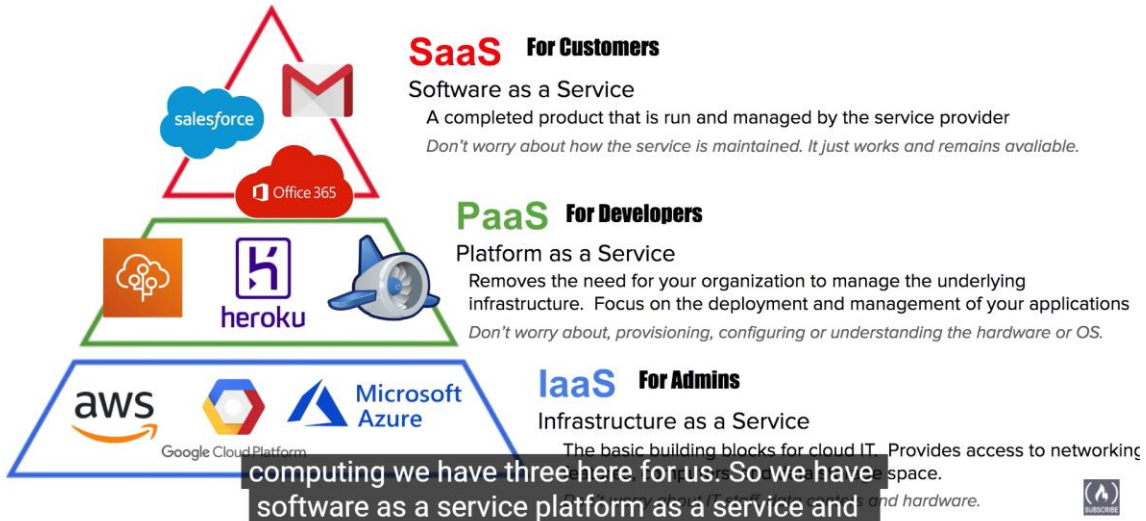 SaaS For Customers
Software as a Service
A completed product that is run and managed by the service provider
Don't worry about how the service is maintained. It just works and remains avaliable.
salesforce
Office 365
PaaS For Developers
Platform as a Service
Removes the need for your organization to manage the underlying
infrastructure. Focus on the deployment and management of your applications
Don't worry about, provisioning, configuring or understanding the hardware or OS.
heroku
IaaS For Admins
Infrastructure as a Service
The basic building blocks for cloud IT. Provides access to networking
space.
and hardware.
aws
Google Cloud Platform
Microsoft
Azure
computing we have three here for us. So we have
software as a service platform as a service and
SUBSCRIBE